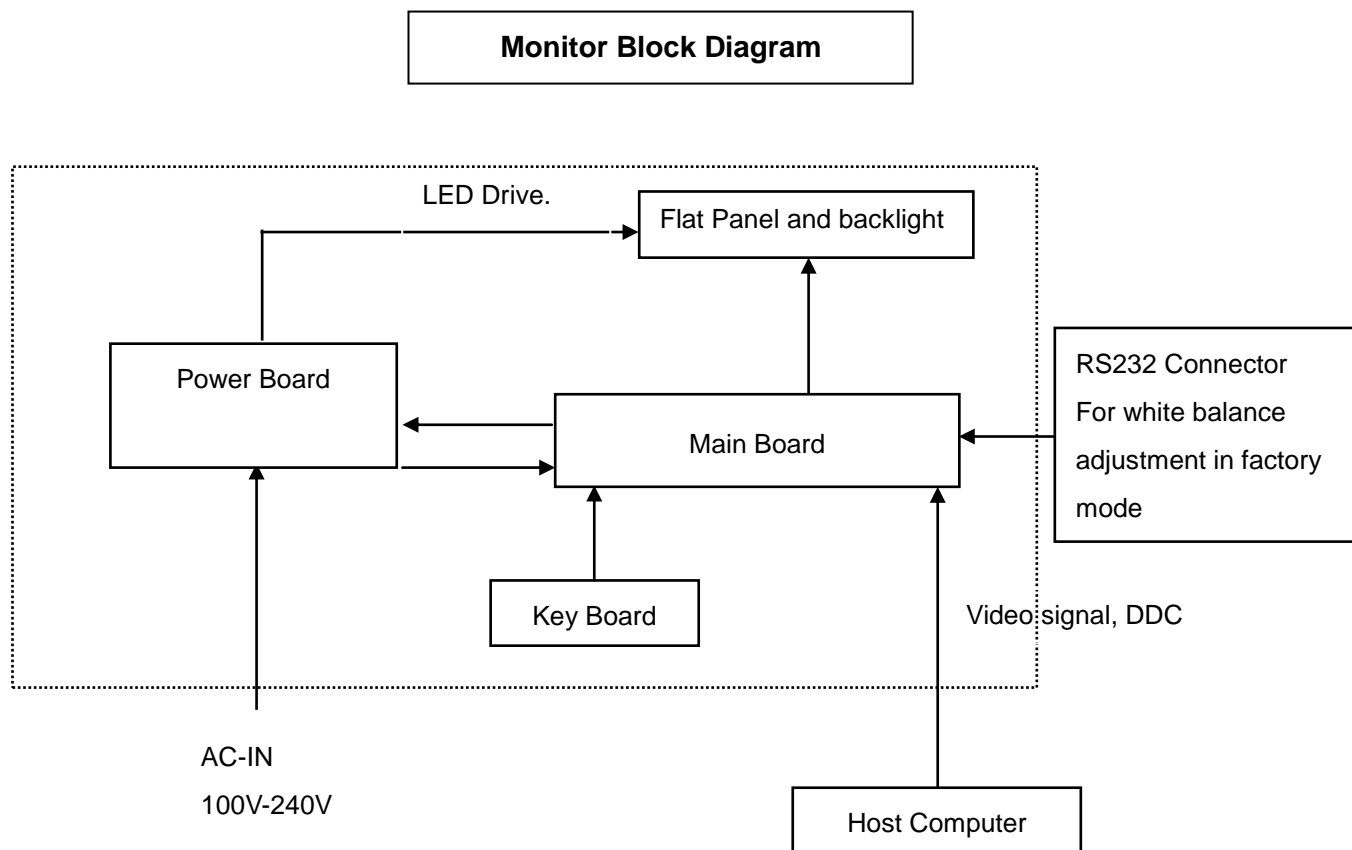 Monitor Block Diagram
LED Drive.
Flat Panel and backlight
Power Board
RS232 Connector
For white balance
adjustment in factory
mode
Main Board
Key Board
Video signal, DDC
AC-IN
100V-240V
Host Computer